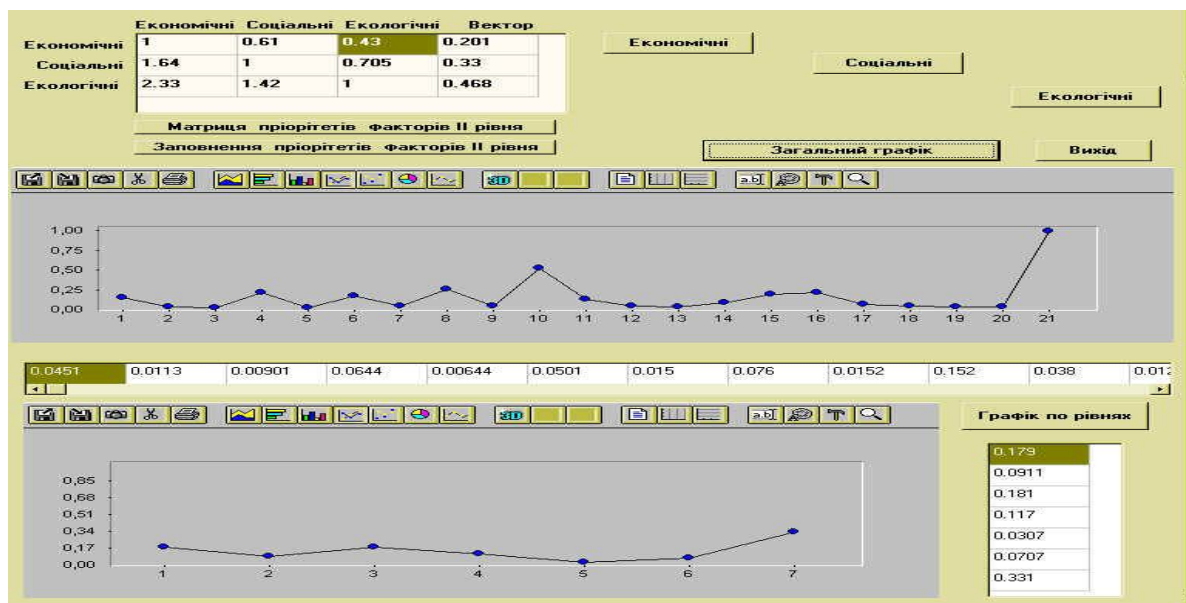 Економічні Соціальні Екологічні Вектор
Економічні 1 0.61 0.43 0.201
Соціальні 1.64 1 0.705 0.33
Екологічні 2.33 1.42 1 0.468
Економічні
Соціальні
Екологічні
Матриця пріорітетів факторів II рівня
Заповнення пріорітетів факторів II рівня
Загальний графік
Вихід
3D
a.b
1,00
0,75
0,50
0,25
0,00
1 2 3 4 5 6 7 8 9 10 11 12 13 14 15 16 17 18 19 20 21
0.0451 0.0113 0.00901 0.0644 0.00644 0.0501 0.015 0.076 0.0152 0.152 0.038
3D
a.b
Графік по рівнях
0,85
0,68
0,51
0,34
0,17
0,00
1 2 3 4 5 6 7
0.179
0.0911
0.181
0.117
0.0307
0.0707
0.331